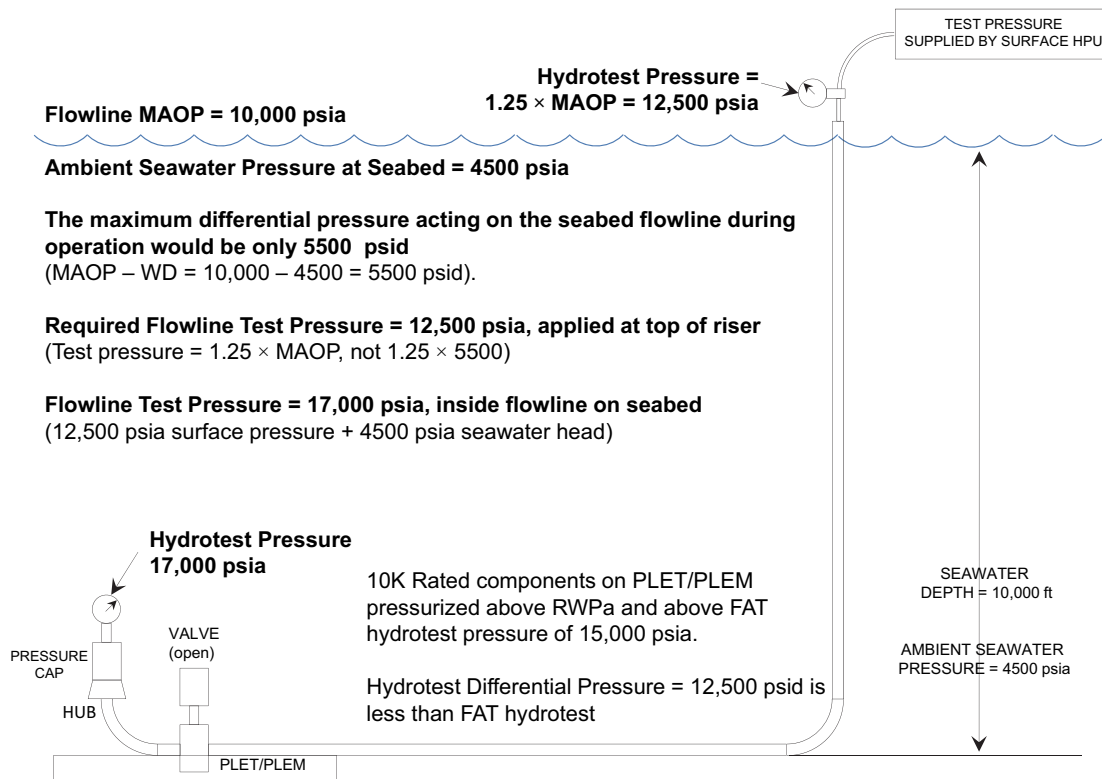 TEST PRESSURE
SUPPLIED BY SURFACE HPU
Hydrotest Pressure =
1.25 × MAOP = 12,500 psia
Flowline MAOP = 10,000 psia
Ambient Seawater Pressure at Seabed = 4500 psia
The maximum differential pressure acting on the seabed flowline during
operation would be only 5500 psid
(MAOP – WD = 10,000 – 4500 = 5500 psid).
Required Flowline Test Pressure = 12,500 psia, applied at top of riser
(Test pressure = 1.25 × MAOP, not 1.25 × 5500)
Flowline Test Pressure = 17,000 psia, inside flowline on seabed
(12,500 psia surface pressure + 4500 psia seawater head)
Hydrotest Pressure
17,000 psia
10K Rated components on PLET/PLEM
pressurized above RWPa and above FAT
hydrotest pressure of 15,000 psia.
Hydrotest Differential Pressure = 12,500 psid is
less than FAT hydrotest
SEAWATER
DEPTH = 10,000 ft
AMBIENT SEAWATER
PRESSURE = 4500 psia
VALVE
(open)
PRESSURE
CAP
HUB
PLET/PLEM